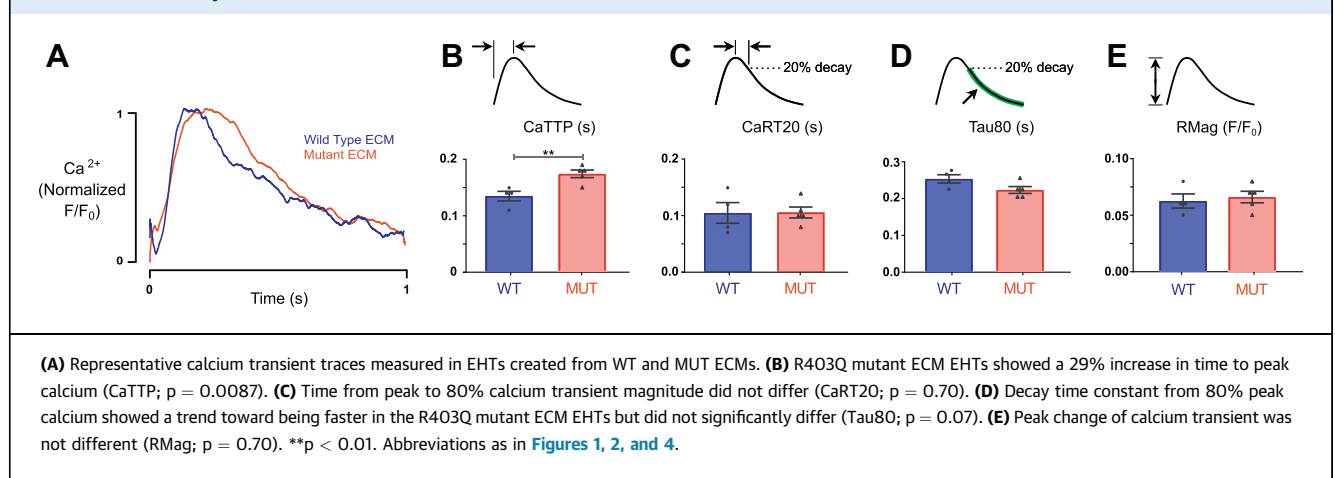 A
B
C
D
E
20% decay
20% decay
CaTTP (s)
CaRT20 (s)
Tau80 (s)
RMag (F/F0)
1
Ca 2+
(Normalized
F/F0)
0
Wild Type ECM
Mutant ECM
0
1
Time (s)
0.2
0.1
0
**
WT
MUT
0.2
0.1
0
WT
MUT
0.3
0.2
0.1
0.0
WT
MUT
0.10
0.05
0.00
WT
MUT
(A) Representative calcium transient traces measured in EHTs created from WT and MUT ECMs. (B) R403Q mutant ECM EHTs showed a 29% increase in time to peak
calcium (CaTTP; p = 0.0087). (C) Time from peak to 80% calcium transient magnitude did not differ (CaRT20; p = 0.70). (D) Decay time constant from 80% peak
calcium showed a trend toward being faster in the R403Q mutant ECM EHTs but did not significantly differ (Tau80; p = 0.07). (E) Peak change of calcium transient was
not different (RMag; p = 0.70). **p < 0.01. Abbreviations as in Figures 1, 2, and 4.